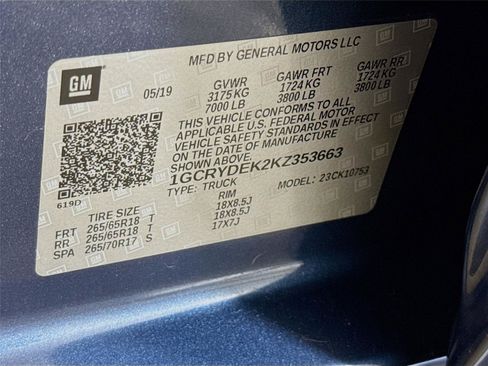 MFD BY GENERAL MOTORS LLC
GM
05/19
GVWR
3175 KG
7000 LB
GAWR FRT
1724 KG
3800 LB
GAWR RR
1724 KG
3800 LB
THIS VEHICLE CONFORMS TO ALL
APPLICABLE U.S. FEDERAL MOTOR
VEHICLE SAFETY STANDARDS IN
EFFECT ON THE DATE OF MANUFACTURE
SHOWN ABOVE.
1GCRYDEK2KZ353663
TYPE: TRUCK
MODEL: 23CK10753
619D
TIRE SIZE RIM
FRT 265/65R18 T 18X8.5J
RR 265/65R18 T 18X8.5J
SPA 265/70R17 S 17X7J